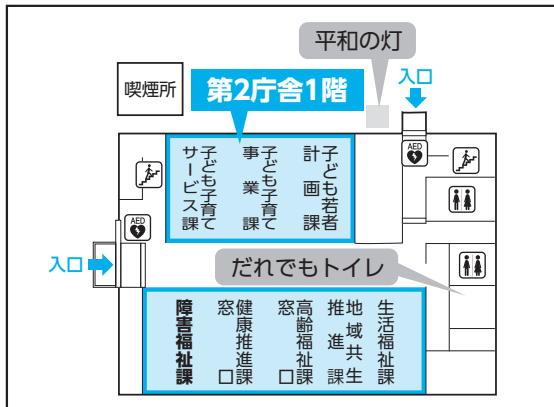 平和の灯
喫煙所
第2庁舎1階
入口
AED
子ども若者
計画課
子ども子育て
事業課
子ども子育て
サービス課
AED
入口
だれでもトイレ
生活福祉課
地域共生
推進課
高齢福祉課
窓口
健康推進課
窓口
障害福祉課